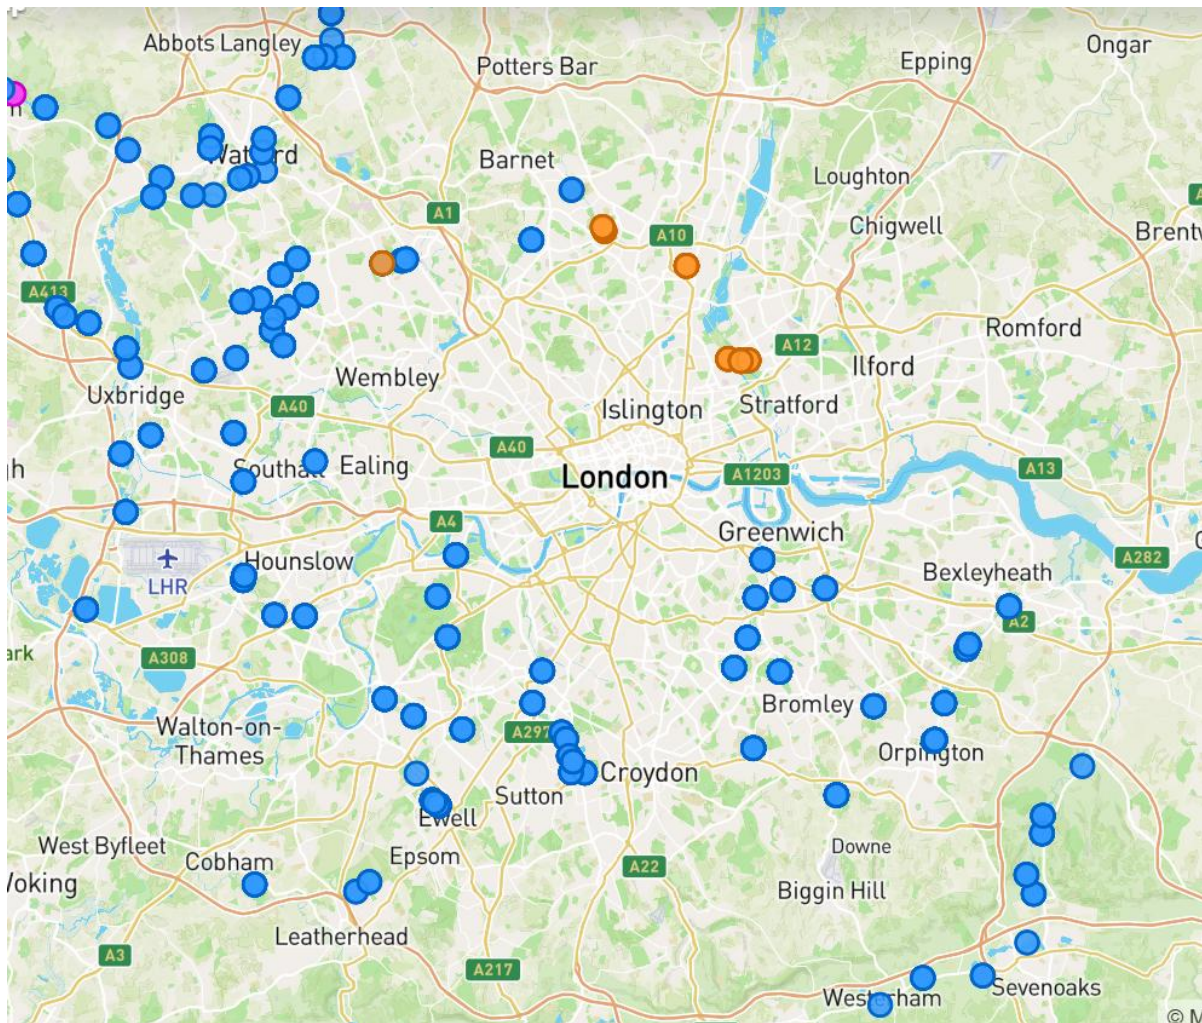 Abbots Langley
Potters Bar
Epping
Ongar
Watford
Barnet
Loughton
A1
Chigwell
A10
A413
A12
Romford
Ilford
Wembley
Uxbridge
A40
Islington
Stratford
A40
Southall
Ealing
London
A1203
A13
A4
Greenwich
Hounslow
LHR
Bexleyheath
A282
A2
A308
Bromley
Walton-on-
Thames
A297
Orpington
Croydon
Sutton
Ewell
West Byfleet
Cobham
Epsom
Downe
A22
Biggin Hill
Leatherhead
A3
A217
Westerham
Sevenoaks